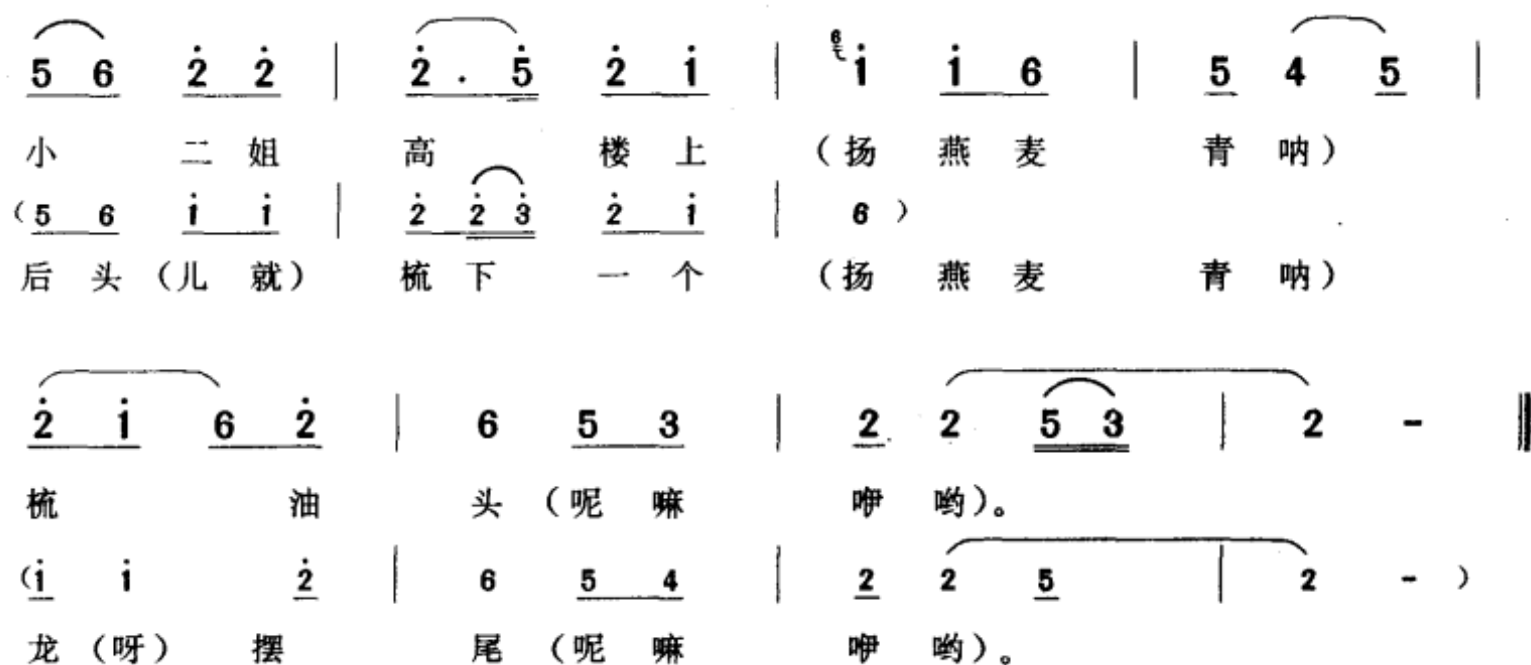 5 6 2̇ 2̇ | 2̇ . 5̇ 2̇ 1̇ | 6 1̇ 1̇ 6 | 5 4 5 |
小 二 姐 高 楼 上 （扬 燕 麦 青 呐）
（5 6 1̇ 1̇ | 2̇ 2̇ 3̇ 2̇ 1̇ | 6 ）
后 头 （儿 就） 梳 下 一 个 （扬 燕 麦 青 呐）
2̇ 1̇ 6 2̇ | 6 5 3 | 2 2 5 3 | 2 - ‖
梳 油 头 （呢 嘛 咿 哟）。
（1̇ 1̇ 2̇ | 6 5 4 | 2 2 5 | 2 - ）
龙 （呀） 摆 尾 （呢 嘛 咿 哟）。